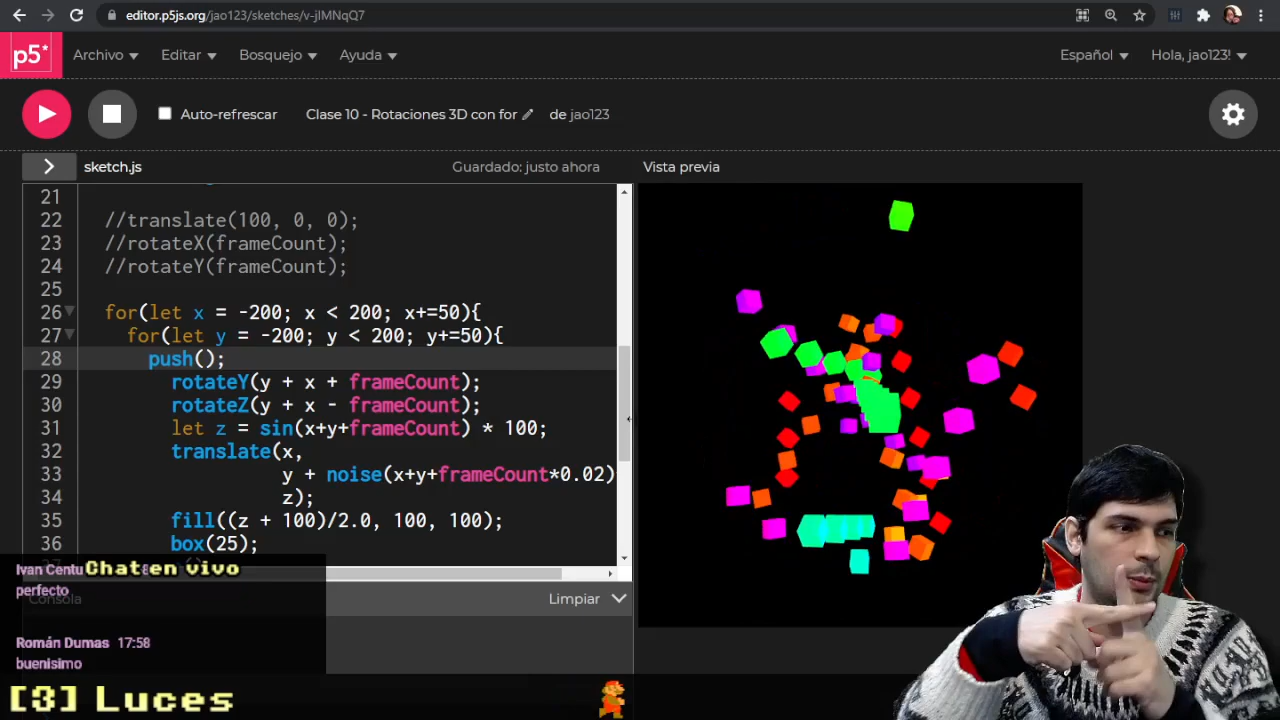 editor.p5js.org/jao123/sketches/v-jIMNqQ7
p5*
Archivo
Editar
Bosquejo
Ayuda
Español
Hola, jao123!
Auto-refrescar
Clase 10 - Rotaciones 3D con for
de jao123
sketch.js
Guardado: justo ahora
Vista previa
21
22 //translate(100, 0, 0);
23 //rotateX(frameCount);
24 //rotateY(frameCount);
25
26 for(let x = -200; x < 200; x+=50){
27 for(let y = -200; y < 200; y+=50){
28 push();
29 rotateY(y + x + frameCount);
30 rotateZ(y + x - frameCount);
31 let z = sin(x+y+frameCount) * 100;
32 translate(x,
33 y + noise(x+y+frameCount*0.02)
34 z);
35 fill((z + 100)/2.0, 100, 100);
36 box(25);
Chat en vivo
perfecto
Consola
Limpiar
Román Dumas 17:58
buenisimo
[3] Luces